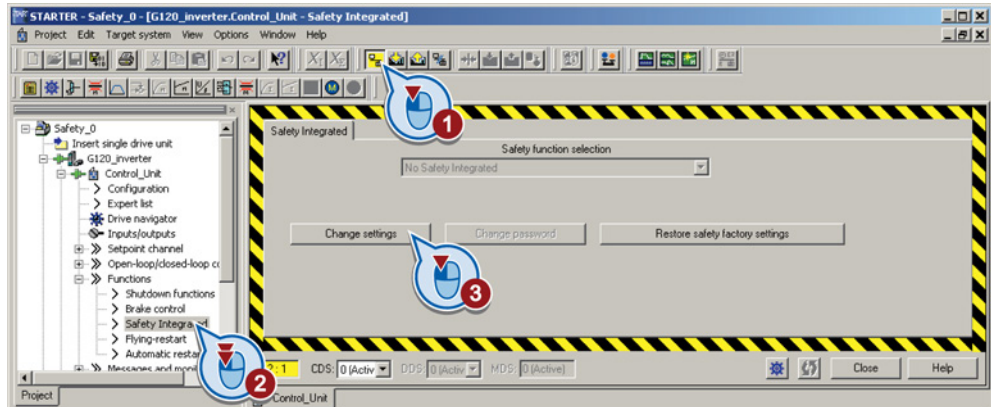 STARTER - Safety_0 - [G120_inverter.Control_Unit - Safety Integrated]
Project Edit Target system View Options Window Help
1
Safety_0
Insert single drive unit
G120_inverter
Control_Unit
Configuration
Expert list
Drive navigator
Inputs/outputs
Setpoint channel
Open-loop/closed-loop co
Functions
Shutdown functions
Brake control
Safety Integrated
Flying-restart
Automatic restar
Messages and moni
2
Project
Safety Integrated
Safety function selection
No Safety Integrated
Change settings
Change password
Restore safety factory settings
3
CDS: 0 (Activ DDS: 0 (Activ MDS: 0 (Active)
Close Help
Control_Unit